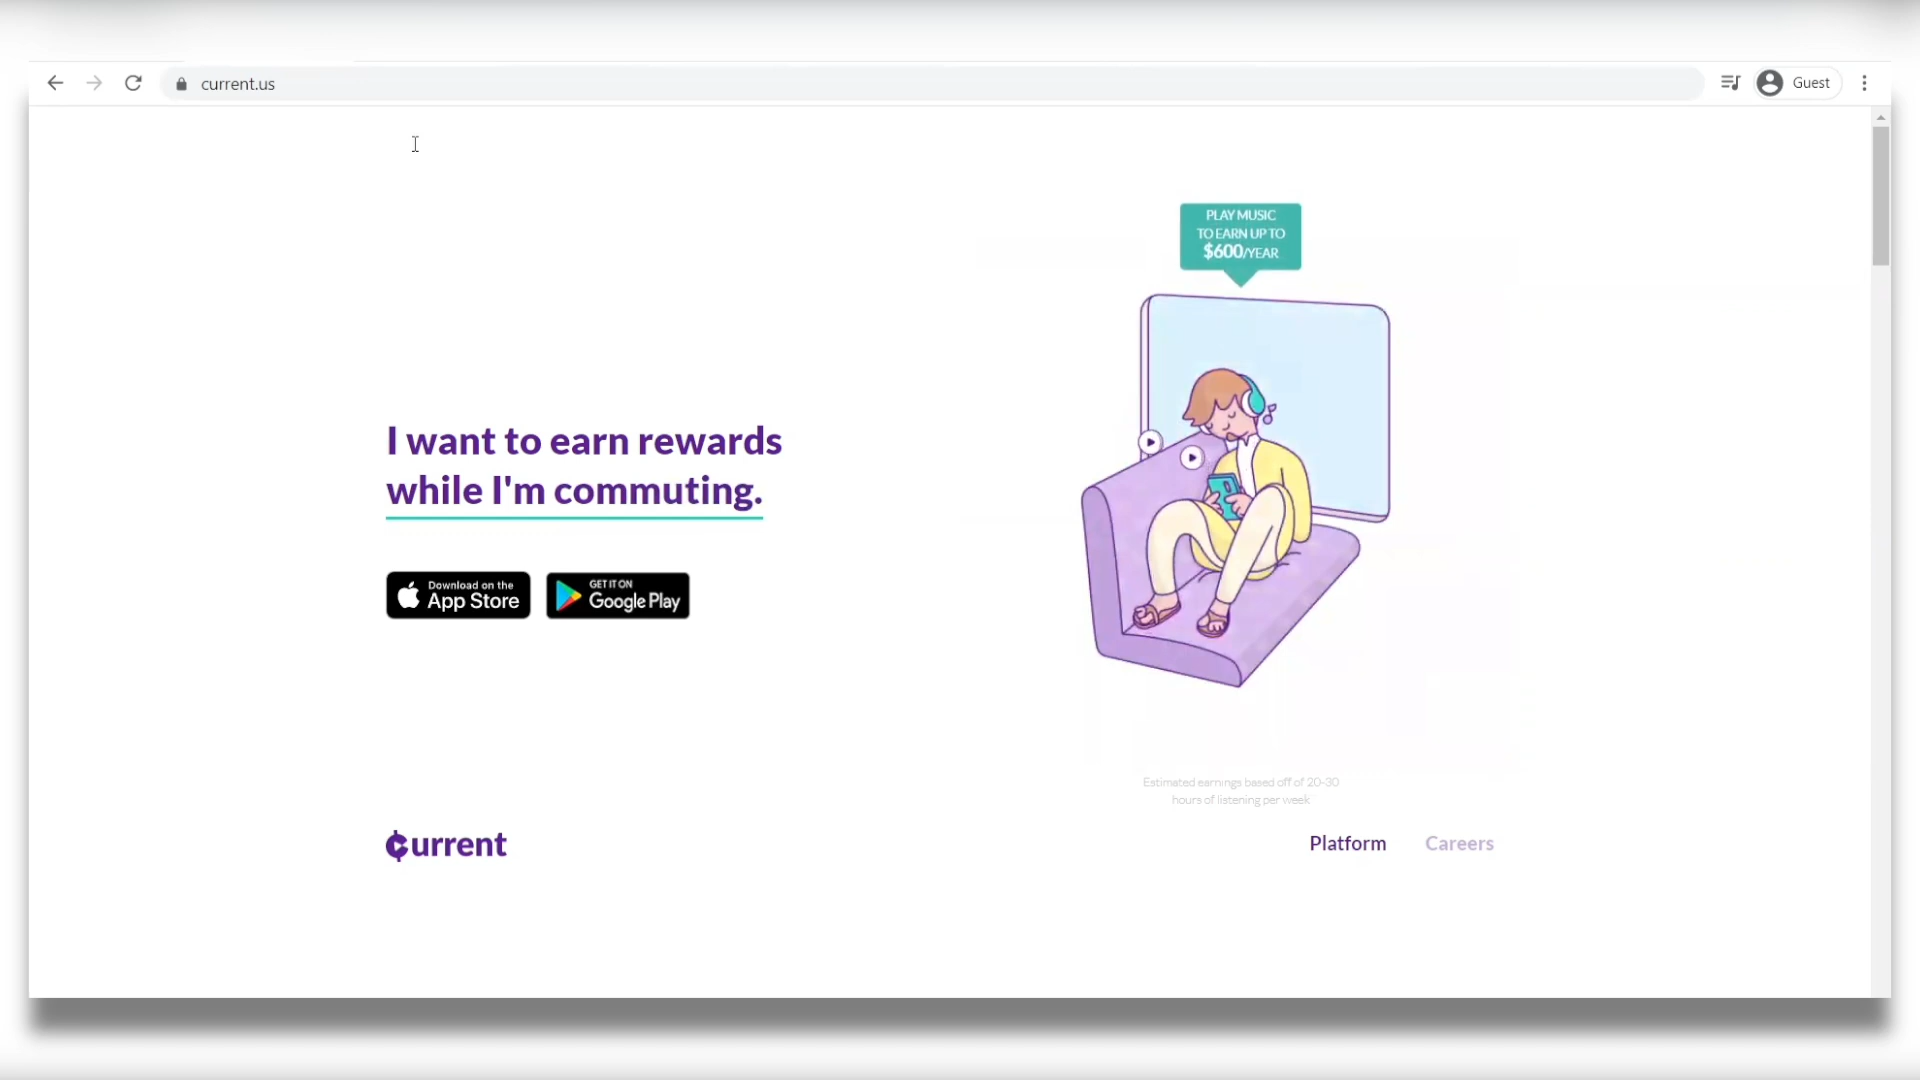 current.us
Guest
PLAY MUSIC
TO EARN UP TO
$600/YEAR
I want to earn rewards
while I'm commuting.
Download on the
App Store
GET IT ON
Google Play
Estimated earnings based off of 20-30
hours of listening per week
Current
Platform
Careers